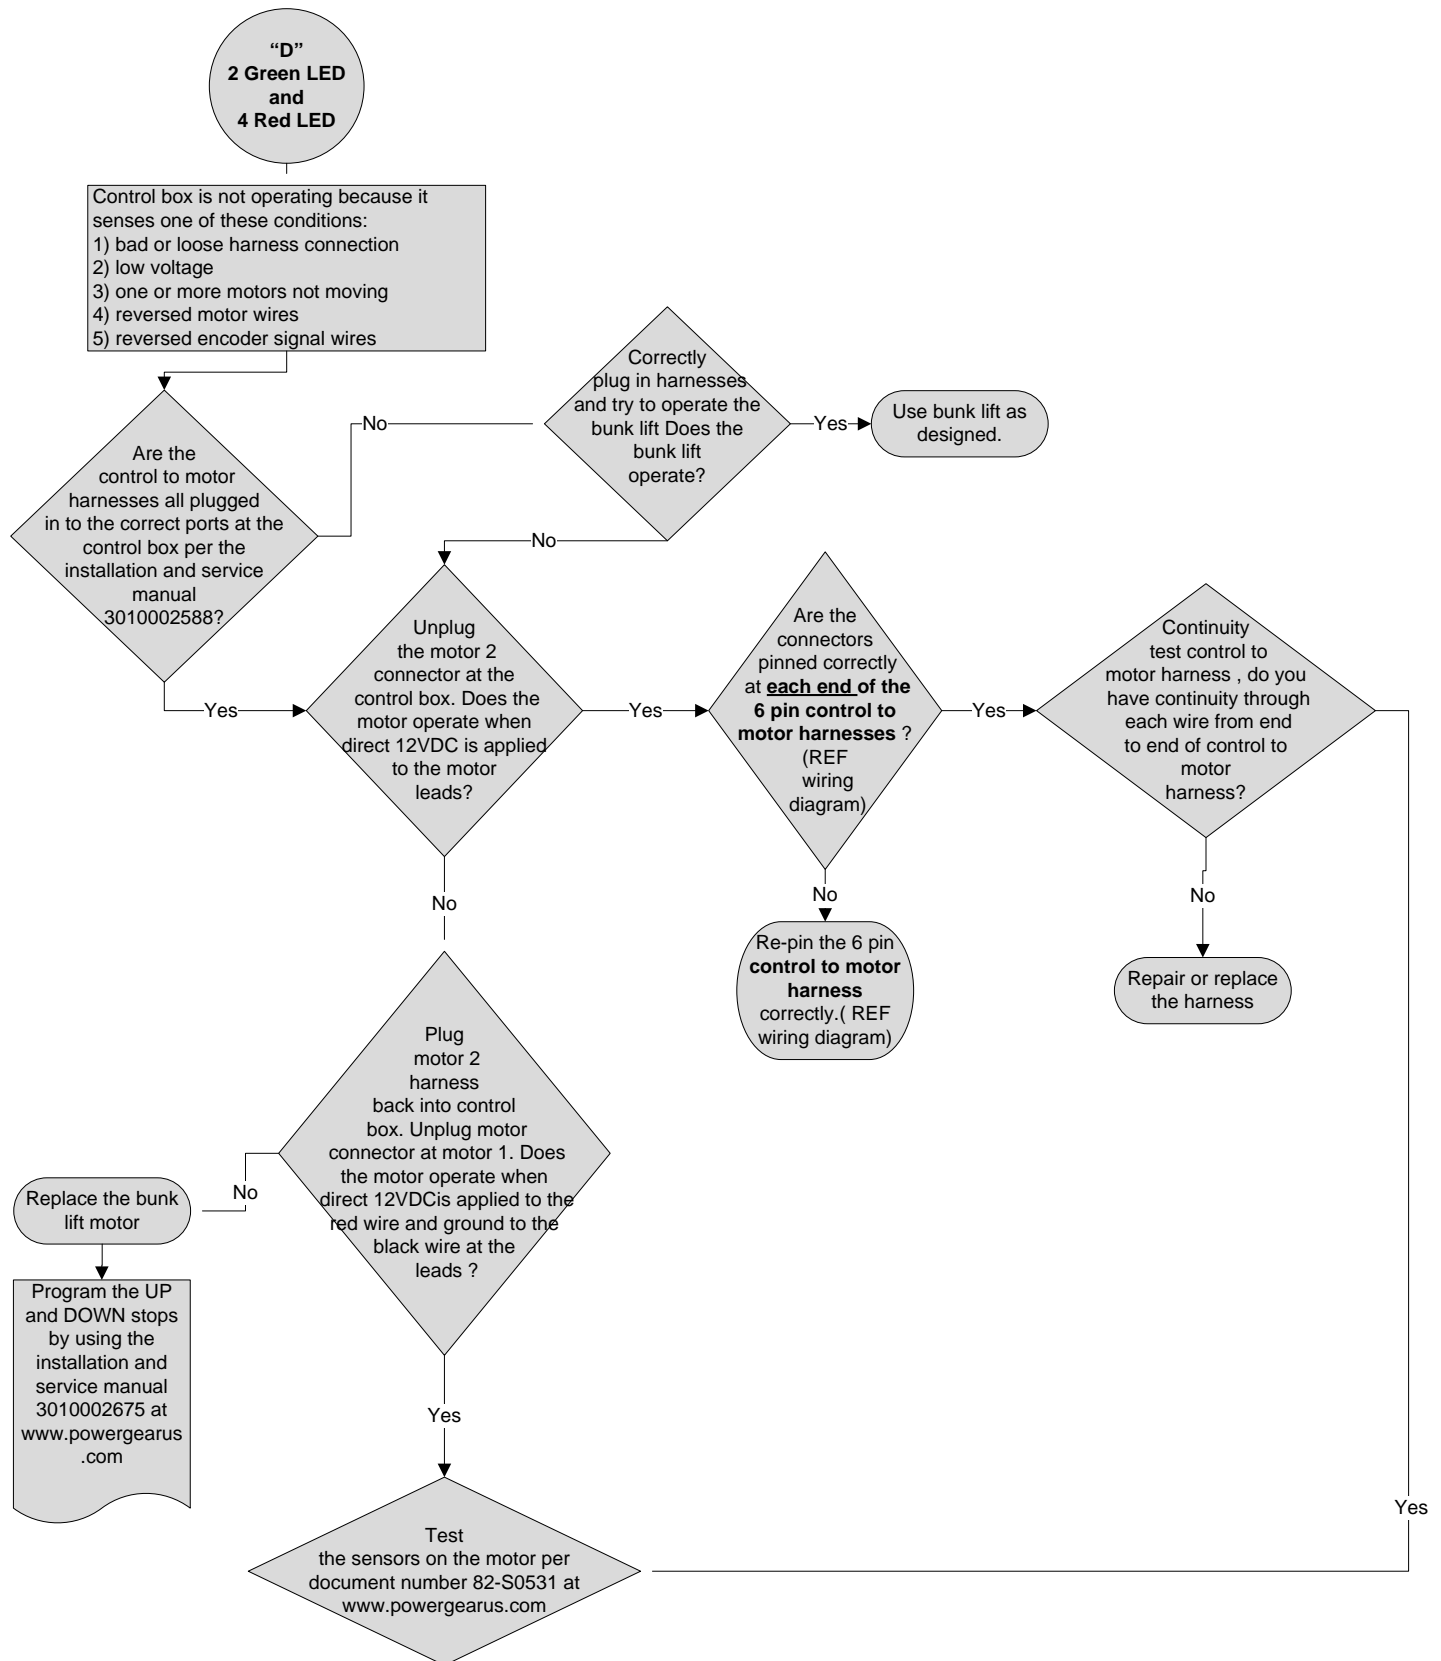 “D”
2 Green LED
and
4 Red LED
Control box is not operating because it
senses one of these conditions:
1) bad or loose harness connection
2) low voltage
3) one or more motors not moving
4) reversed motor wires
5) reversed encoder signal wires
Correctly
plug in harnesses
and try to operate the
bunk lift Does the
bunk lift
operate?
No
Yes
Use bunk lift as
designed.
Are the
control to motor
harnesses all plugged
in to the correct ports at the
control box per the
installation and service
manual
3010002588?
No
Yes
Unplug
the motor 2
connector at the
control box. Does the
motor operate when
direct 12VDC is applied
to the motor
leads?
Yes
Are the
connectors
pinned correctly
at each end of the
6 pin control to
motor harnesses ?
(REF
wiring
diagram)
Yes
Continuity
test control to
motor harness , do you
have continuity through
each wire from end
to end of control to
motor
harness?
No
No
No
Re-pin the 6 pin
control to motor
harness
correctly.( REF
wiring diagram)
Repair or replace
the harness
Plug
motor 2
harness
back into control
box. Unplug motor
connector at motor 1. Does
the motor operate when
direct 12VDCis applied to the
red wire and ground to the
black wire at the
leads ?
No
Replace the bunk
lift motor
Program the UP
and DOWN stops
by using the
installation and
service manual
3010002675 at
www.powergearus
.com
Yes
Yes
Test
the sensors on the motor per
document number 82-S0531 at
www.powergearus.com